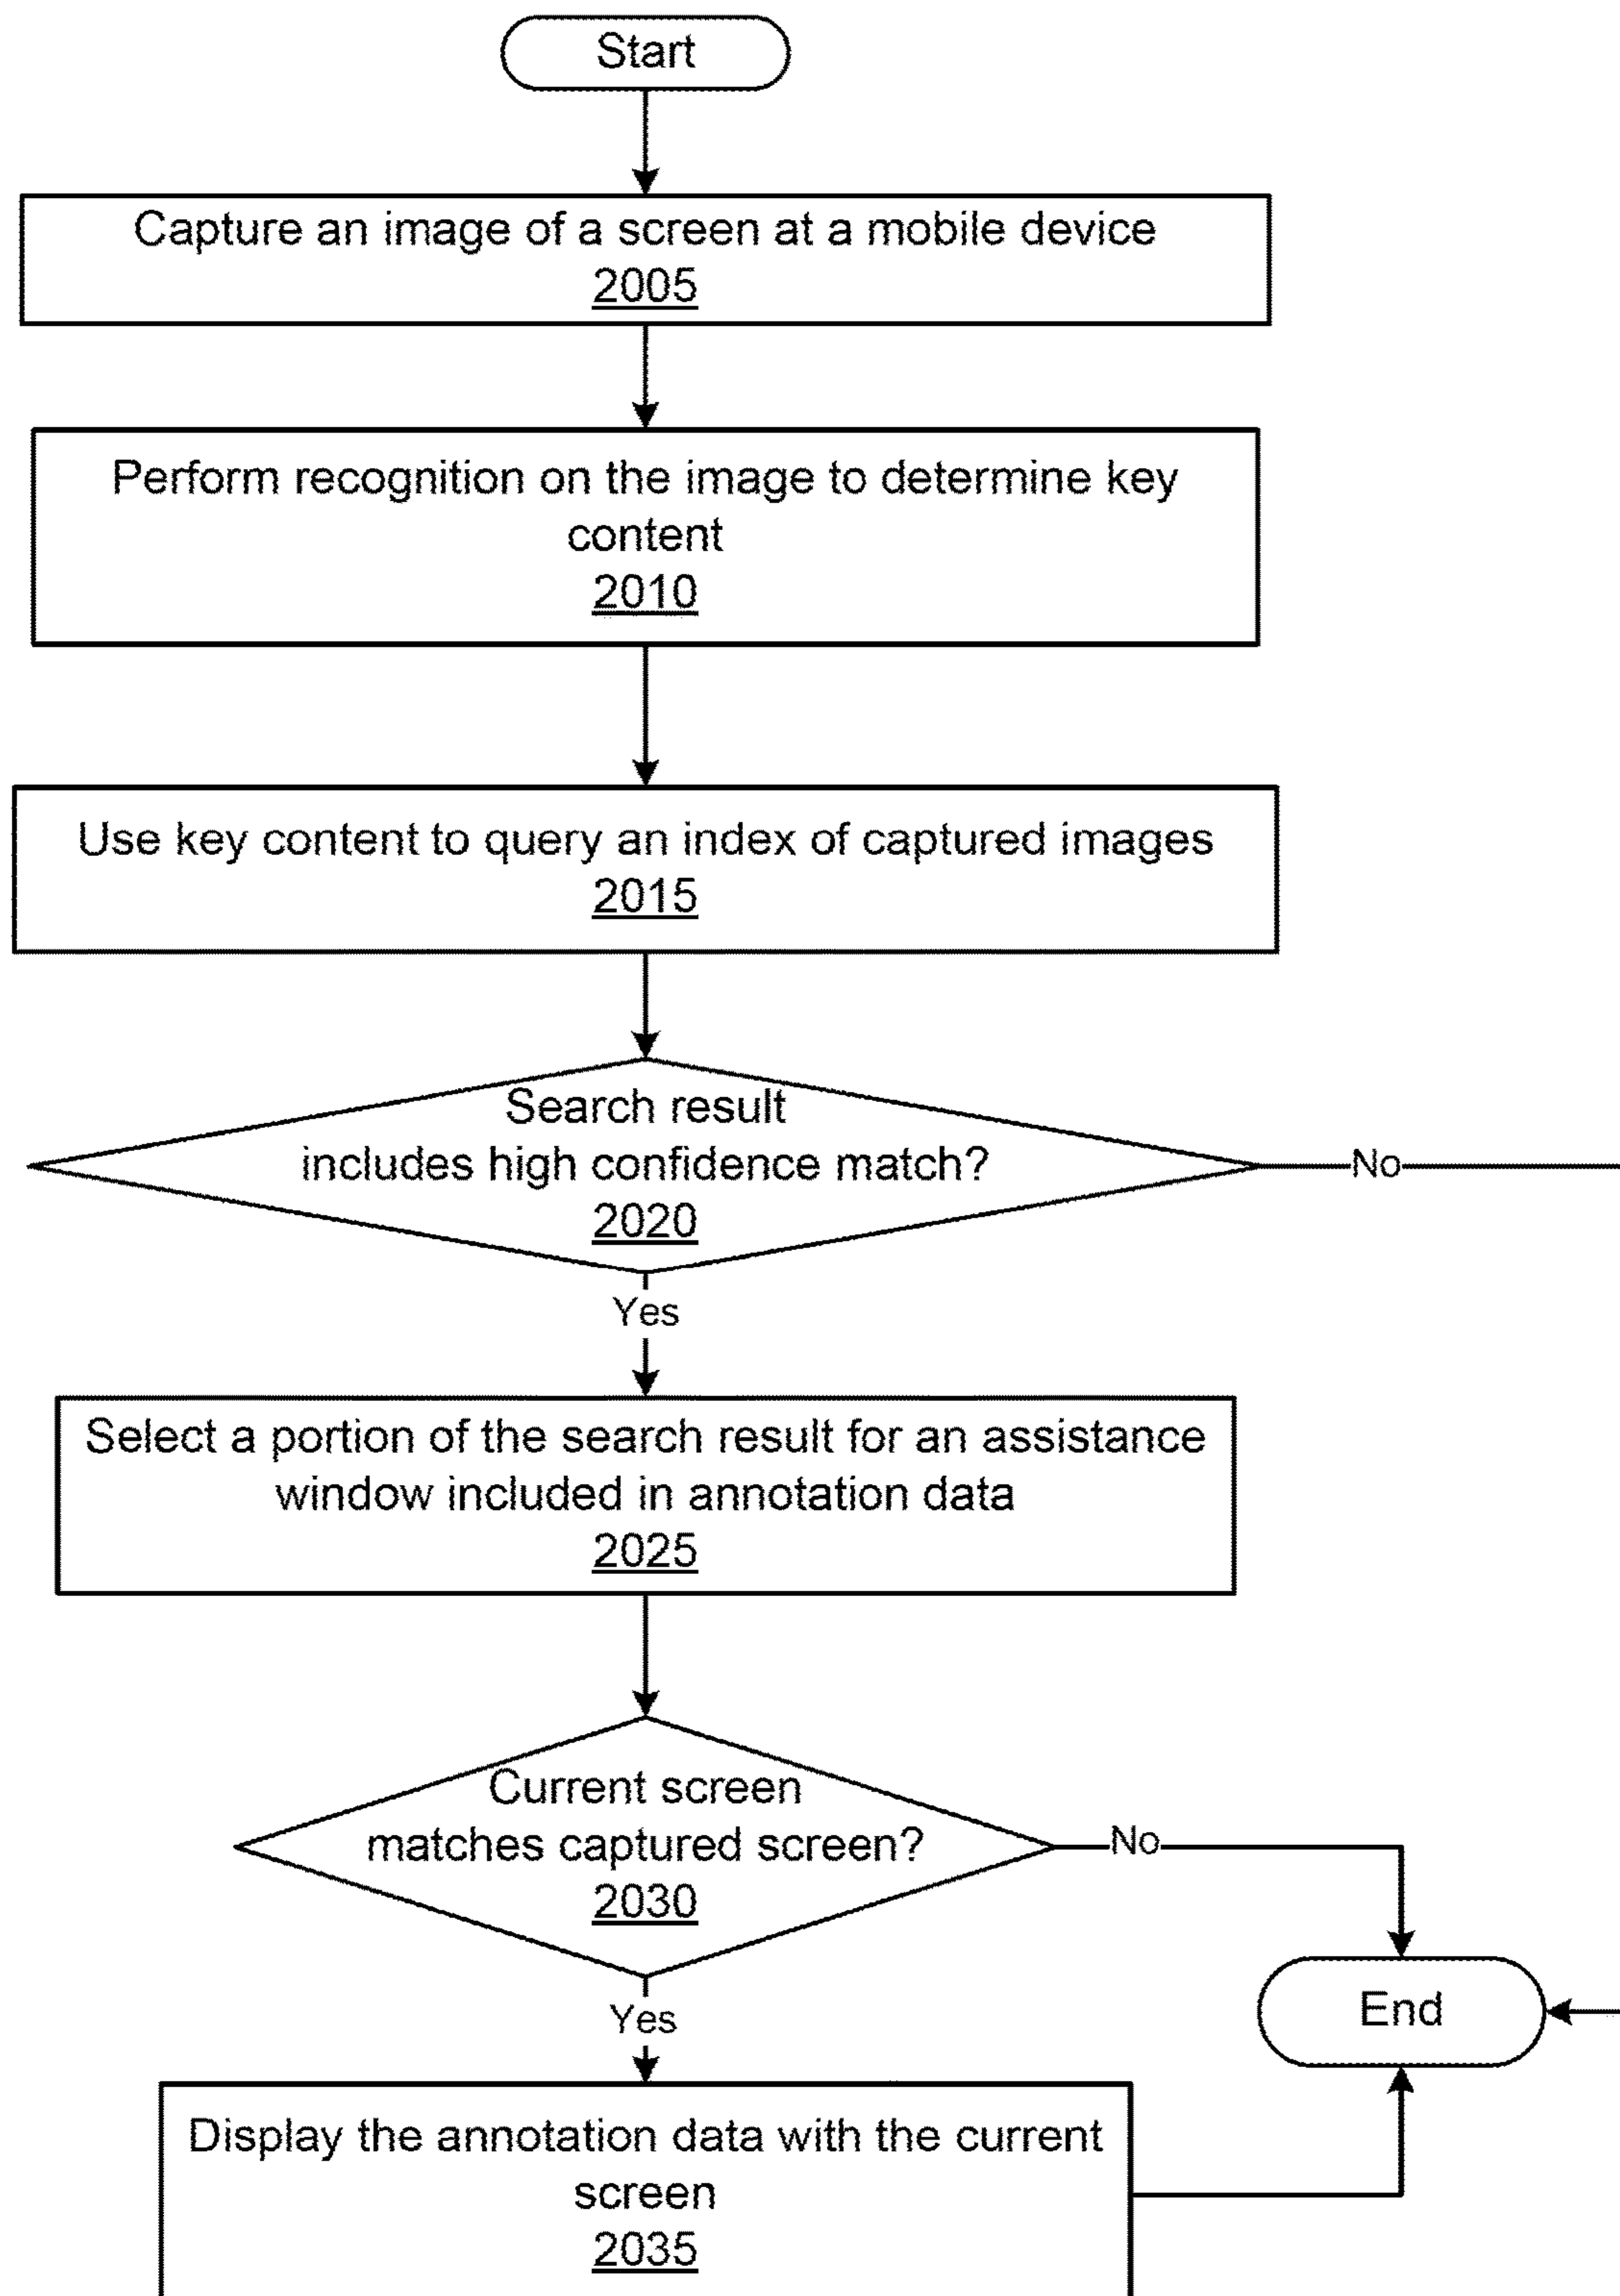 Start
Capture an image of a screen at a mobile device
2005
Perform recognition on the image to determine key
content
2010
Use key content to query an index of captured images
2015
Search result
includes high confidence match?
2020
No
Yes
Select a portion of the search result for an assistance
window included in annotation data
2025
Current screen
matches captured screen?
2030
No
Yes
End
Display the annotation data with the current
screen
2035